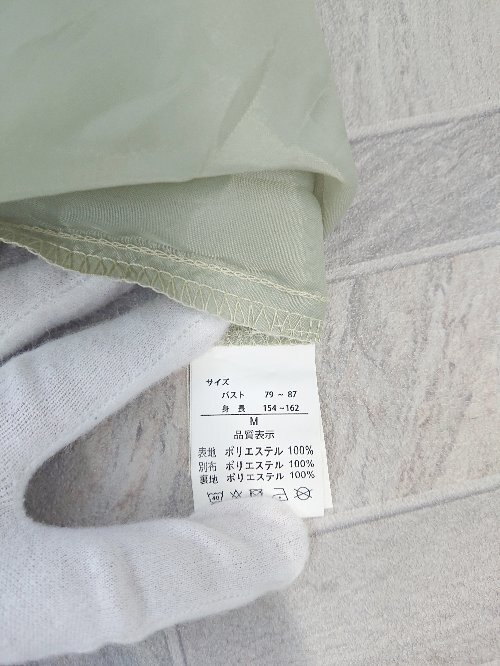 サイズ
バスト 79 ~ 87
身 長 154 ~162
M
品質表示
表地 ポリエステル 100%
別布 ポリエステル 100%
裏地 ポリエステル 100%
40